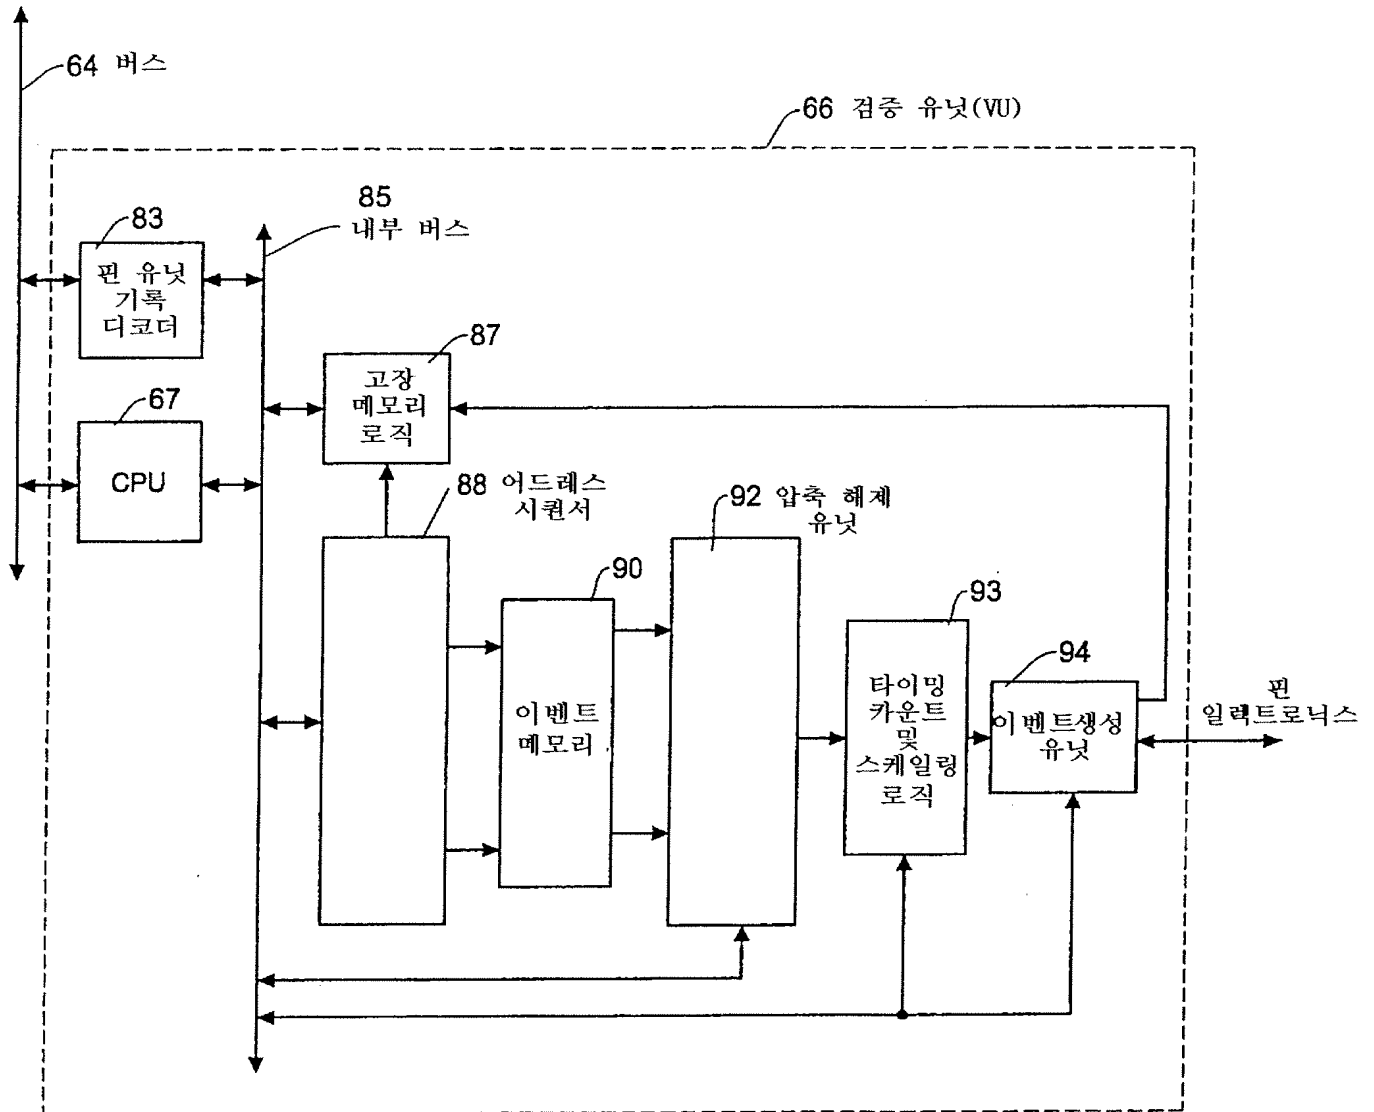 64 버스
66 검증 유닛(VU)
85
내부 버스
83
핀 유닛
기록
디코더
87
고장
메모리
로직
67
CPU
88 어드레스
시퀀서
92 압축 해제
유닛
90
이벤트
메모리
93
타이밍
카운트
및
스케일링
로직
94
이벤트생성
유닛
핀
일렉트로닉스